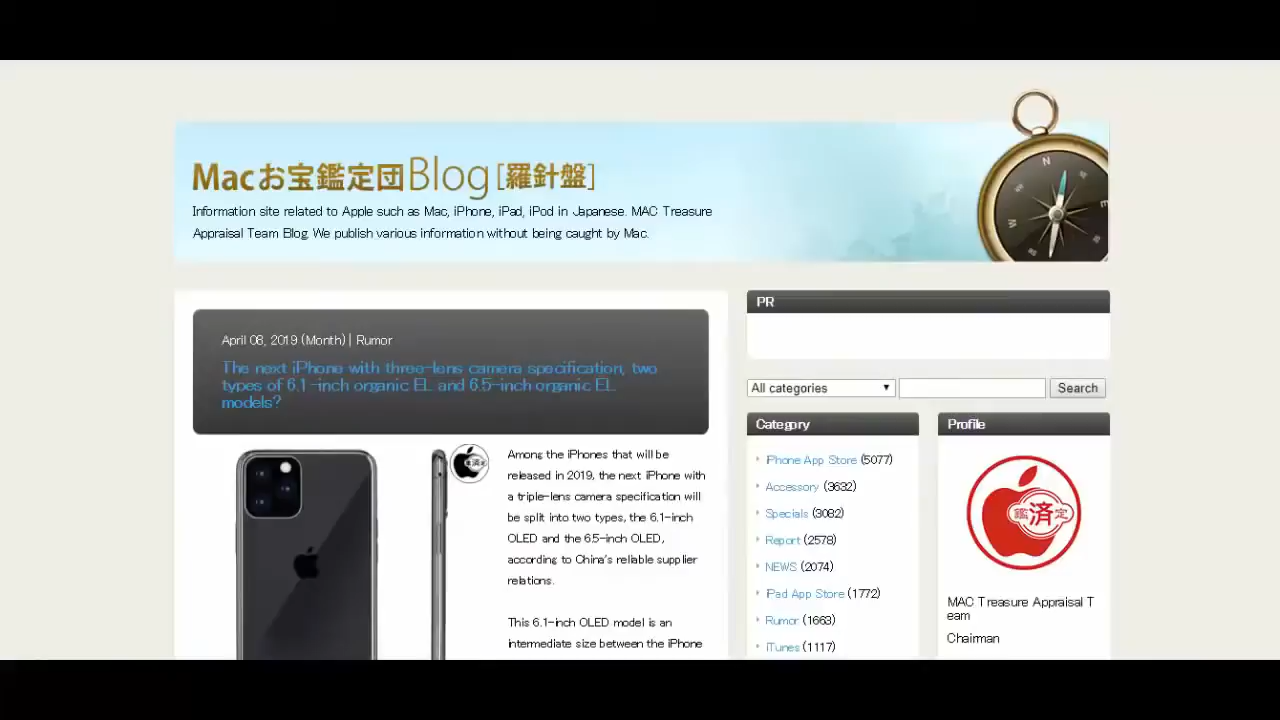 Macお宝鑑定団Blog[羅針盤]
Information site related to Apple such as Mac, iPhone, iPad, iPod in Japanese. MAC Treasure
Appraisal Team Blog. We publish various information without being caught by Mac.
N
E
W
April 08, 2019 (Month) | Rumor
The next iPhone with three-lens camera specification, two
types of 6.1 -inch organic EL and 6.5-inch organic EL
models?
Among the iPhones that will be
released in 2019, the next iPhone with
a triple-lens camera specification will
be split into two types, the 6.1-inch
OLED and the 6.5-inch OLED,
according to China's reliable supplier
relations.
This 6.1-inch OLED model is an
intermediate size between the iPhone
PR
All categories
Search
Category
iPhone App Store (5077)
Accessory (3632)
Specials (3082)
Report (2578)
NEWS (2074)
iPad App Store (1772)
Rumor (1663)
iTunes (1117)
Profile
鑑済定
MAC Treasure Appraisal T
eam
Chairman